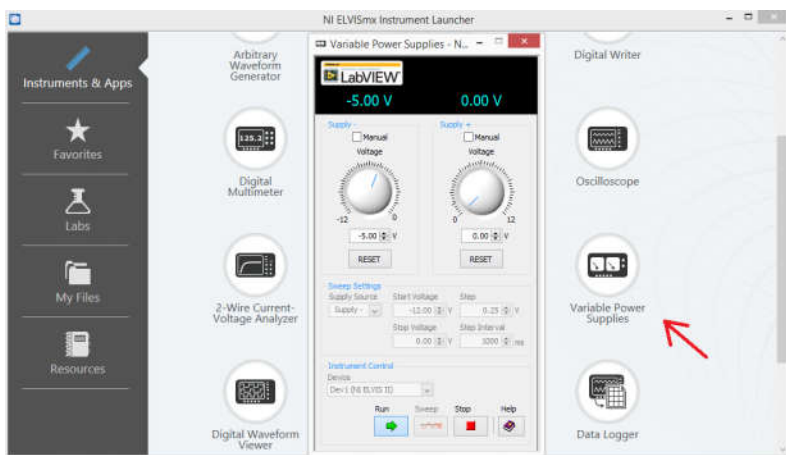 NI ELVISmx Instrument Launcher
Instruments & Apps
Favorites
Labs
My Files
Resources
Arbitrary
Waveform
Generator
Digital
Multimeter
2-Wire Current-
Voltage Analyzer
Digital Waveform
Viewer
Variable Power Supplies - N...
LabVIEW
-5.00 V 0.00 V
Supply - Supply +
Manual Manual
Voltage Voltage
-12 0 0 12
-5.00 V 0.00 V
RESET RESET
Sweep Settings
Supply Source Start Voltage Step
Supply - -12.00 V 0.25 V
Stop Voltage Step Interval
0.00 V 1000 ms
Instrument Control
Device
Dev1 (NI ELVIS II)
Run Sweep Stop Help
Digital Writer
Oscilloscope
Variable Power
Supplies
Data Logger